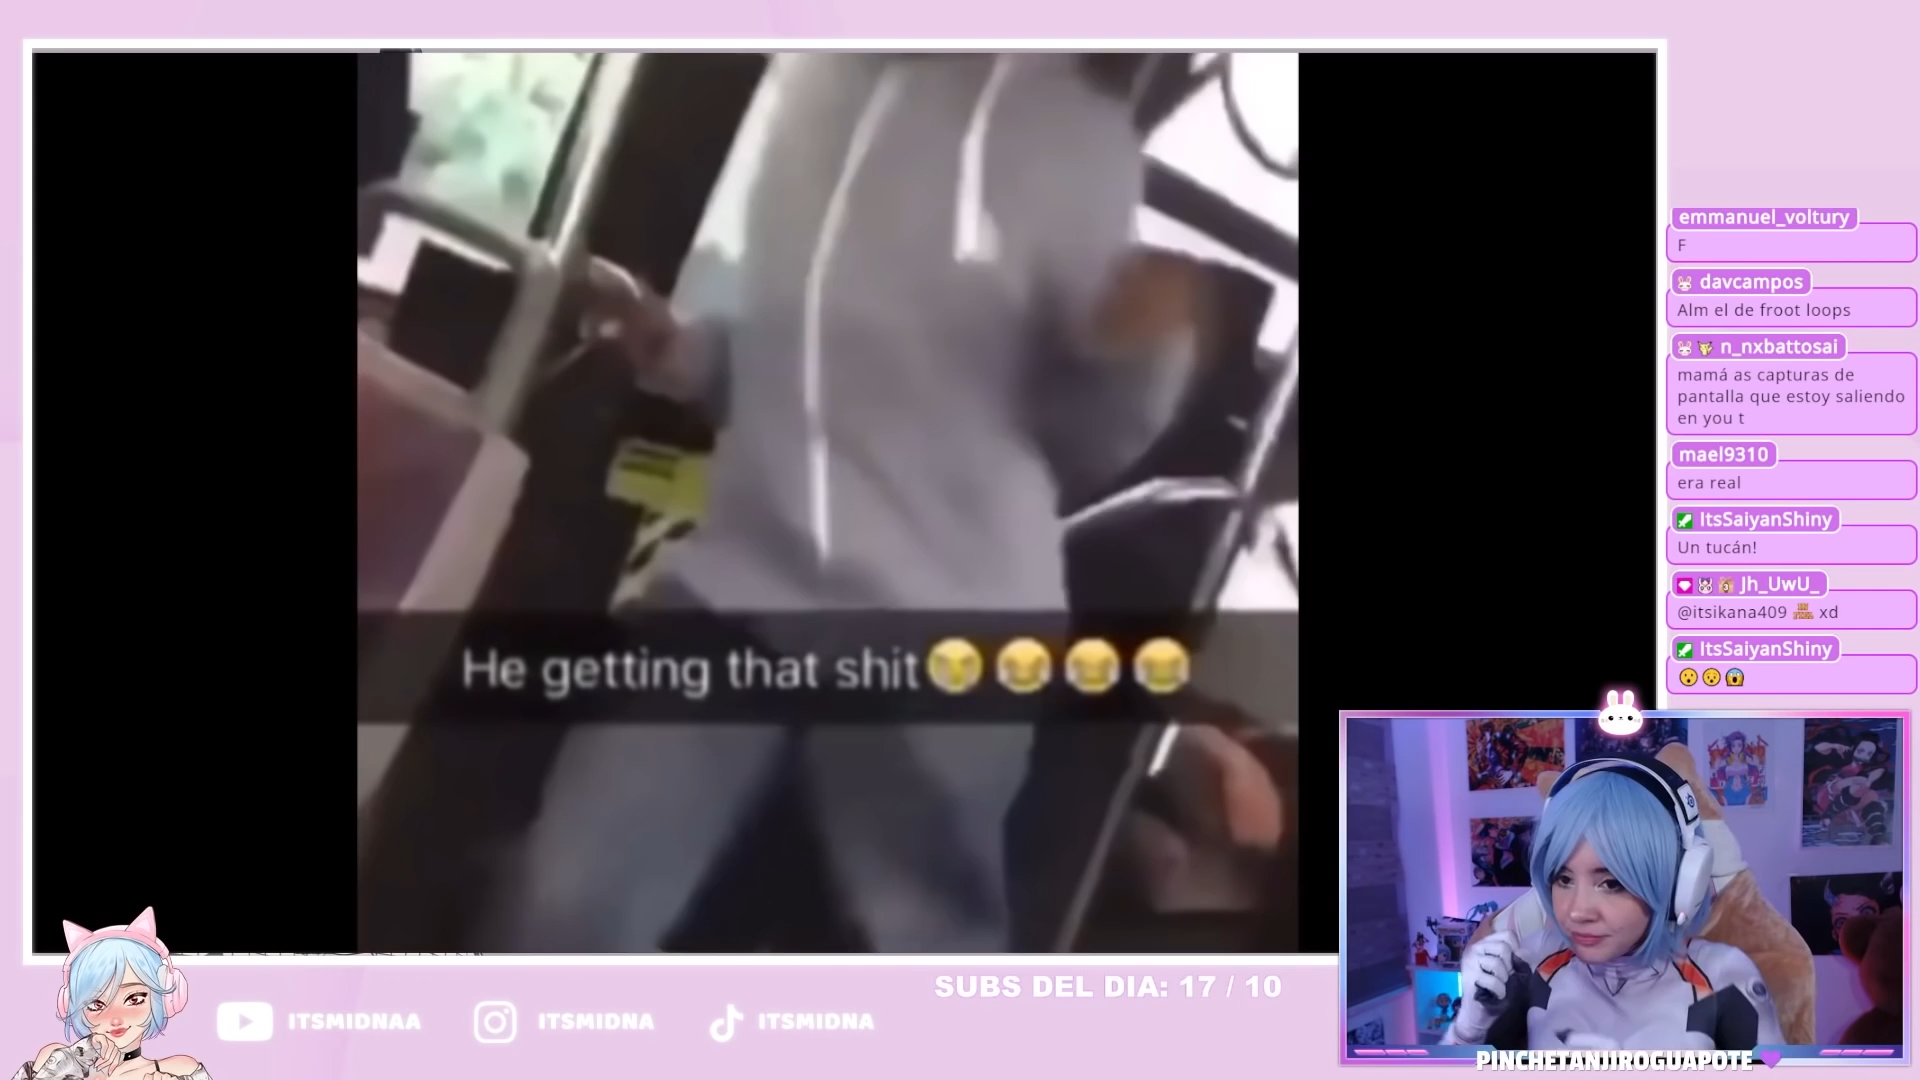 He getting that shit😂😂😂😂
emmanuel_voltury
F
davcampos
Alm el de froot loops
n_nxbattosai
mamá as capturas de
pantalla que estoy saliendo
en you t
mael9310
era real
ItsSaiyanShiny
Un tucán!
Jh_UwU_
@itsikana409 xd
ItsSaiyanShiny
😮😯😱
SUBS DEL DIA: 17 / 10
ITSMIDNAA
ITSMIDNA
ITSMIDNA
PINCHETANJIROGUAPOTE 💜